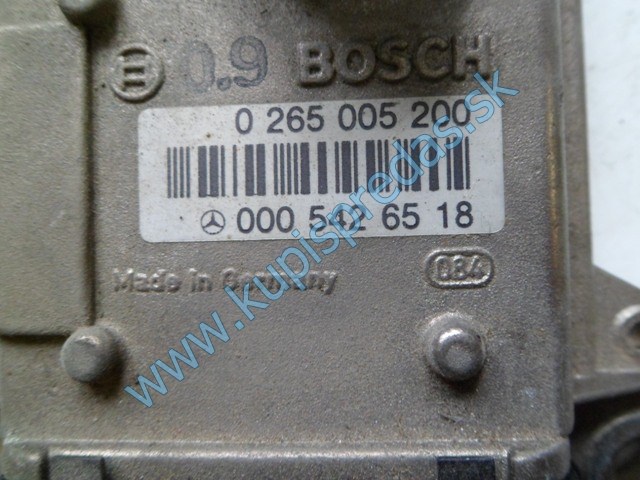 0.9 BOSCH
0 265 005 200
000 542 65 18
Made in Germany
084
www.kupispredas.sk